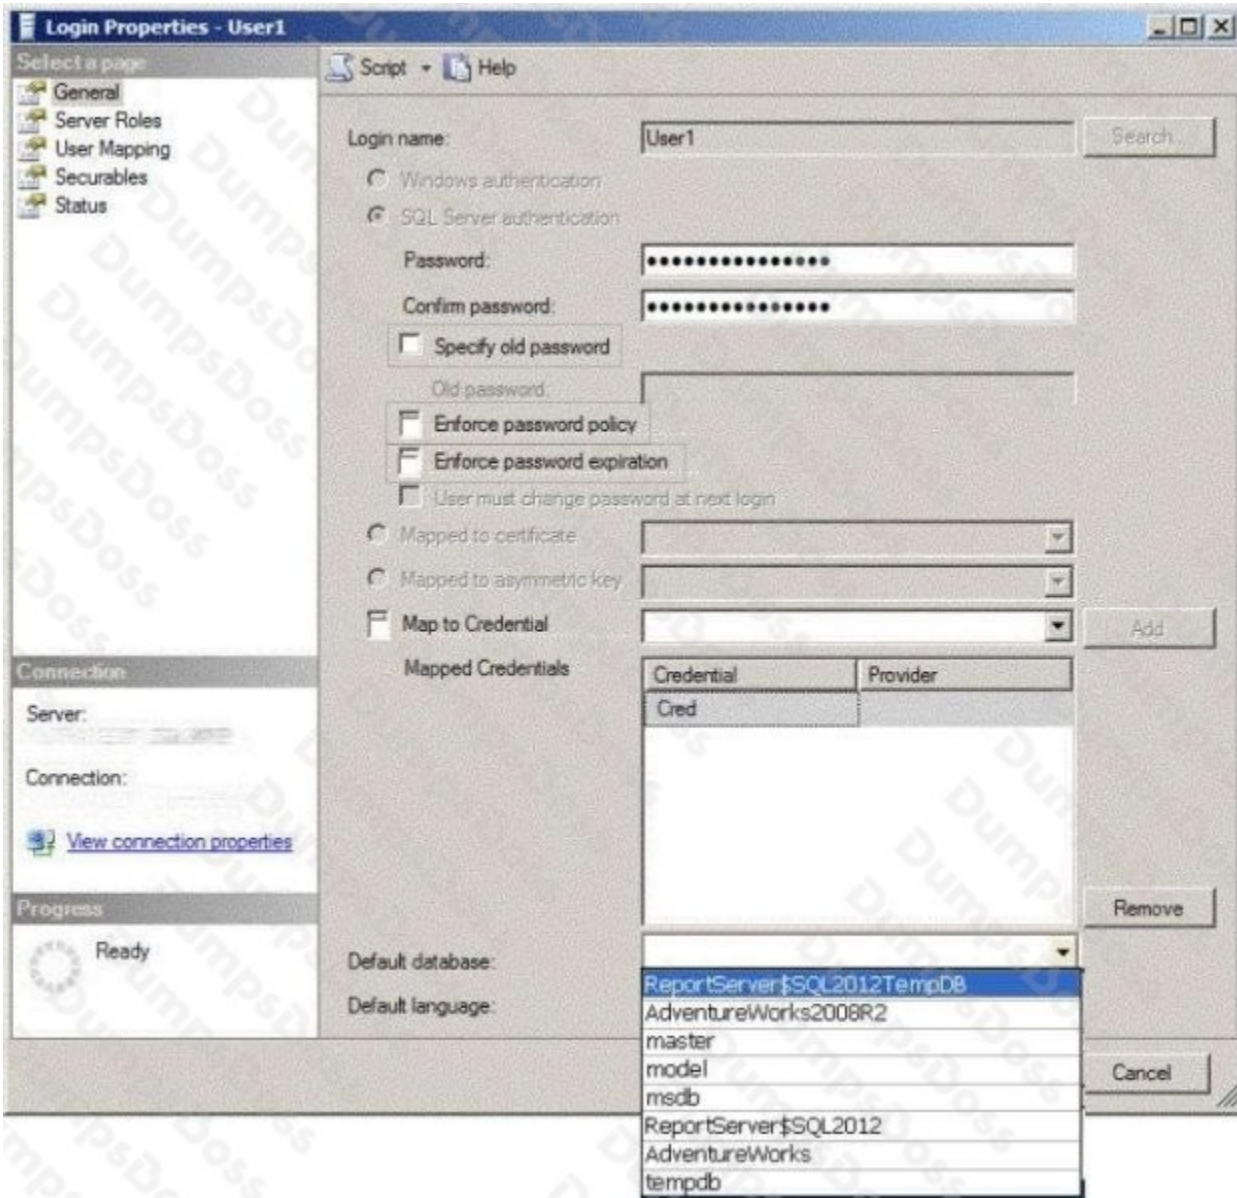 Login Properties - User1
Select a page
General
Server Roles
User Mapping
Securables
Status
Script Help
Login name: User1 Search...
Windows authentication
SQL Server authentication
Password: ●●●●●●●●●●●●●●●
Confirm password: ●●●●●●●●●●●●●●●
Specify old password
Old password:
Enforce password policy
Enforce password expiration
User must change password at next login
Mapped to certificate
Mapped to asymmetric key
Map to Credential Add
Mapped Credentials
Credential Provider
Cred
Remove
Connection
Server:
Connection:
View connection properties
Progress
Ready
Default database:
Default language:
ReportServer$SQL2012TempDB
AdventureWorks2008R2
master
model
msdb
ReportServer$SQL2012
AdventureWorks
tempdb
Cancel
DumpsDoss